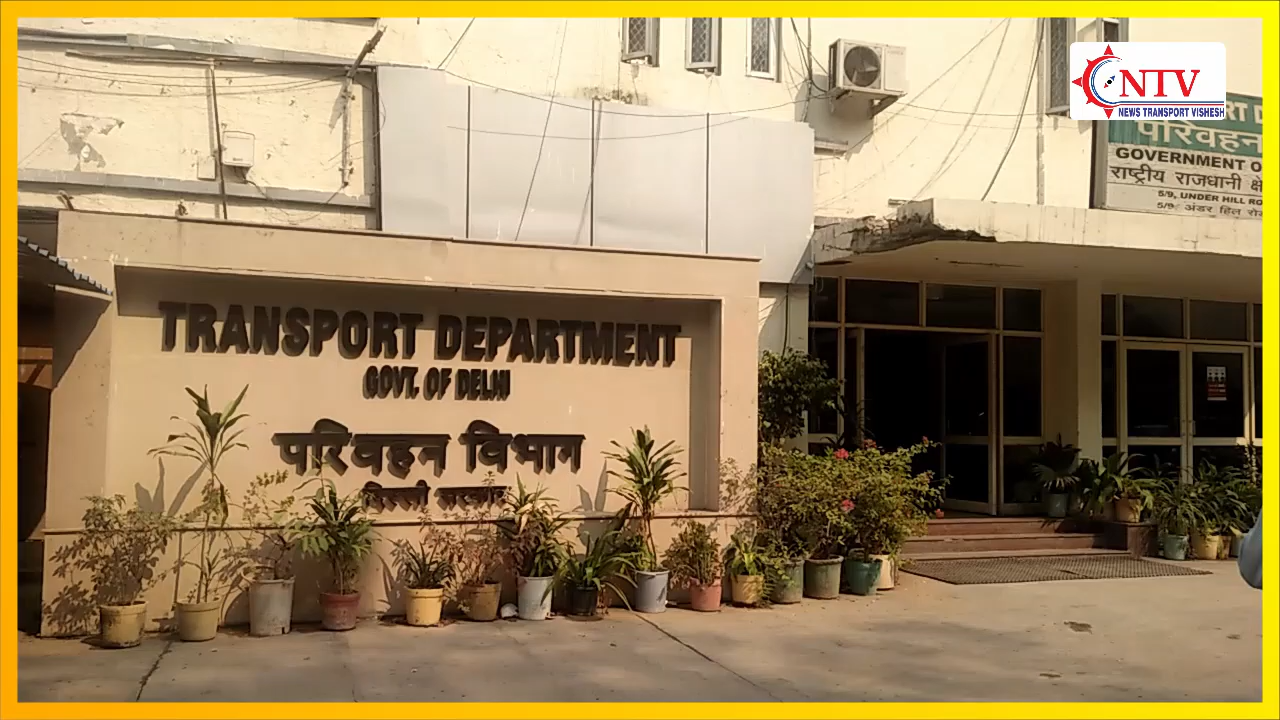 TRANSPORT DEPARTMENT
GOVT. OF DELHI
परिवहन विभाग
दिल्ली सरकार
NTV
NEWS TRANSPORT VISHESH
परिवहन
GOVERNMENT O
राष्ट्रीय राजधानी क्षे
5/9, UNDER HILL RO
5/9, अंडर हिल रोड